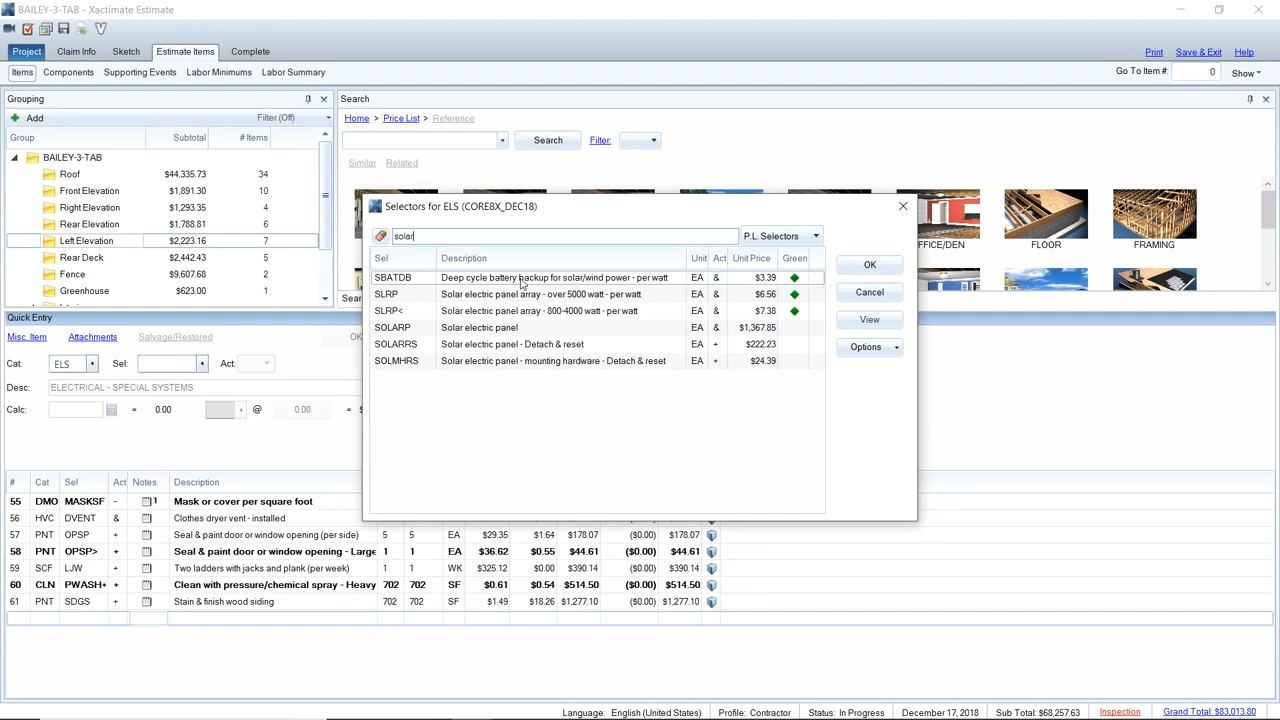 BAILEY-3-TAB - Xactimate Estimate
Project Claim Info Sketch Estimate Items Complete Print Save & Exit Help
Items Components Supporting Events Labor Minimums Labor Summary Go To Item #: 0 Show
Grouping Search
Add Filter (Off) Home > Price List > Reference
Group Subtotal # Items Search Filter:
BAILEY-3-TAB Similar Related
Roof $44,335.73 34
Front Elevation $1,891.30 10
Right Elevation $1,288.35 4
Rear Elevation $1,788.81 6
Left Elevation $2,223.16 7
Rear Deck $2,442.71 5
Fence $9,607.68 2
Greenhouse $623.00 1
OFFICE/DEN FLOOR FRAMING
Selectors for ELS (CORE8X_DEC18)
solar P.L. Selectors
Sel Description Unit Act Unit Price Green
SBATDB Deep cycle battery backup for solar/wind power - per watt EA & $3.39
SLRP Solar electric panel array - over 5000 watt - per watt EA & $6.56
SLRP< Solar electric panel array - 800-4000 watt - per watt EA & $7.38
SOLARP Solar electric panel EA & $1,367.85
SOLARRS Solar electric panel - Detach & reset EA + $222.23
SOLMHRS Solar electric panel - mounting hardware - Detach & reset EA + $24.39
OK
Cancel
View
Options
Quick Entry
Misc. Item Attachments Salvage/Restored OK
Cat: ELS Sel: Act:
Desc: ELECTRICAL - SPECIAL SYSTEMS
Calc: = 0.00 @ 0.00 = $
# Cat Sel Act Notes Description
55 DMO MASKSF - 1 Mask or cover per square foot
56 HVC DVENT & Clothes dryer vent - installed
57 PNT OPSP + Seal & paint door or window opening (per side) 5 5 EA $29.35 $1.64 $178.07 ($0.00) $178.07
58 PNT OPSP> + Seal & paint door or window opening - Large 1 1 EA $36.62 $0.55 $44.61 ($0.00) $44.61
59 SCF LJW + Two ladders with jacks and plank (per week) 1 1 WK $325.12 $0.00 $390.14 ($0.00) $390.14
60 CLN PWASH+ + Clean with pressure/chemical spray - Heavy 702 702 SF $0.61 $0.54 $514.50 ($0.00) $514.50
61 PNT SDGS + Stain & finish wood siding 702 702 SF $1.49 $18.26 $1,277.10 ($0.00) $1,277.10
Language: English (United States) Profile: Contractor Status: In Progress December 17, 2018 Sub Total: $68,257.63 Inspection Grand Total: $83,013.80